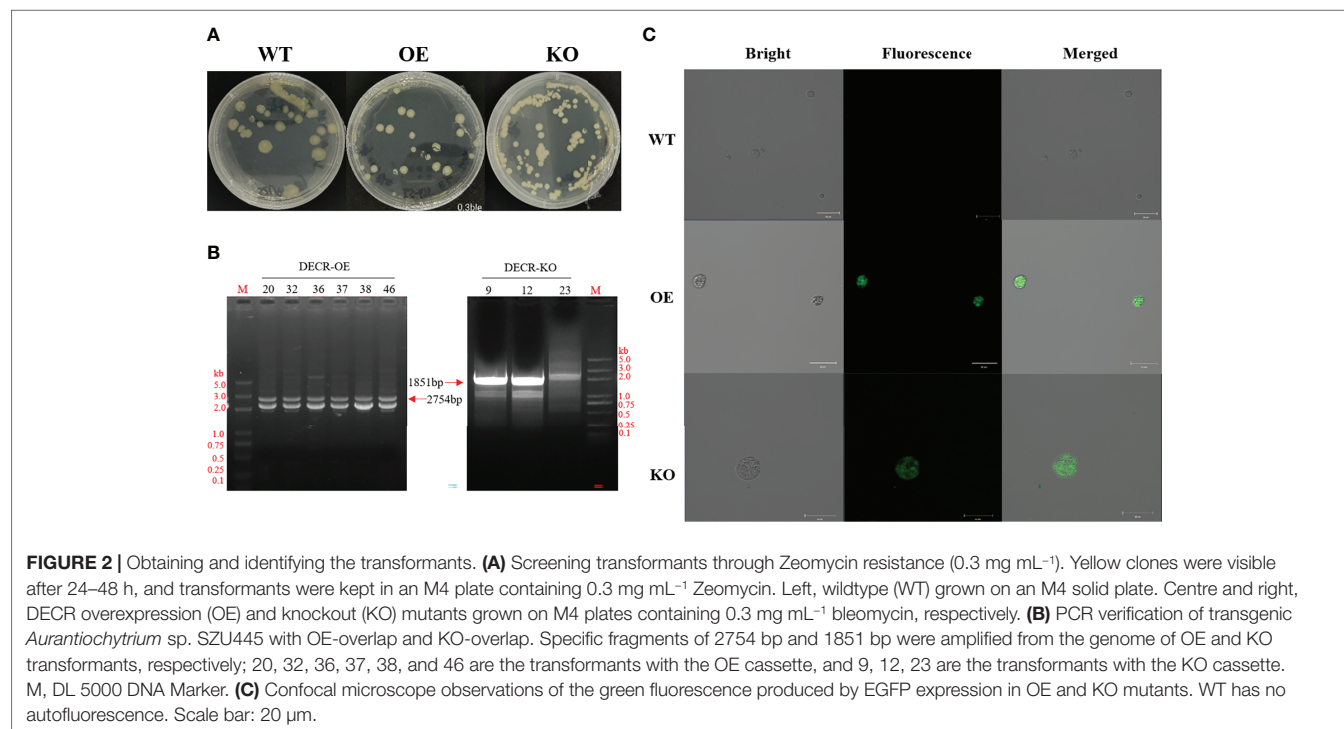 A
WT OE KO
0.3ble
B
DECR-OE
M 20 32 36 37 38 46
kb
5.0
3.0
2.0
1.0
0.75
0.5
0.25
0.1
1851bp
2754bp
DECR-KO
9 12 23 M
kb
5.0
3.0
2.0
1.0
0.75
0.5
0.25
0.1
C
Bright Fluorescence Merged
WT
OE
KO
FIGURE 2 | Obtaining and identifying the transformants. (A) Screening transformants through Zeomycin resistance (0.3 mg mL⁻¹). Yellow clones were visible
after 24–48 h, and transformants were kept in an M4 plate containing 0.3 mg mL⁻¹ Zeomycin. Left, wildtype (WT) grown on an M4 solid plate. Centre and right,
DECR overexpression (OE) and knockout (KO) mutants grown on M4 plates containing 0.3 mg mL⁻¹ bleomycin, respectively. (B) PCR verification of transgenic
Aurantiochytrium sp. SZU445 with OE-overlap and KO-overlap. Specific fragments of 2754 bp and 1851 bp were amplified from the genome of OE and KO
transformants, respectively; 20, 32, 36, 37, 38, and 46 are the transformants with the OE cassette, and 9, 12, 23 are the transformants with the KO cassette.
M, DL 5000 DNA Marker. (C) Confocal microscope observations of the green fluorescence produced by EGFP expression in OE and KO mutants. WT has no
autofluorescence. Scale bar: 20 µm.